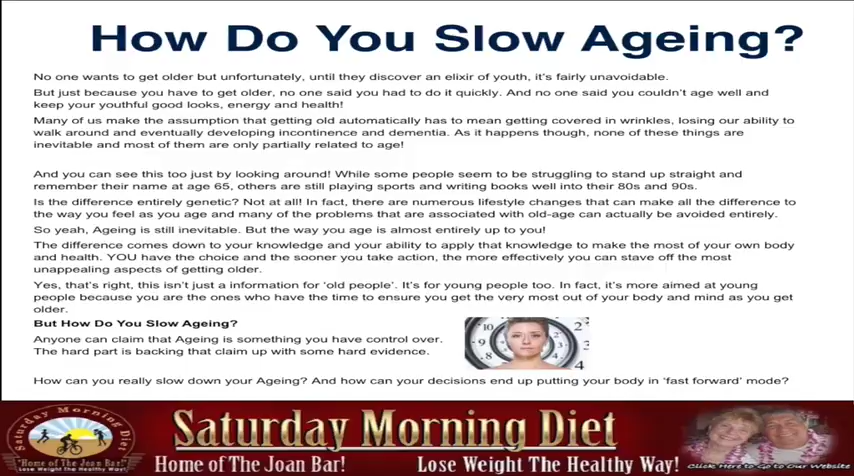 How Do You Slow Ageing?
No one wants to get older but unfortunately, until they discover an elixir of youth, it's fairly unavoidable.
But just because you have to get older, no one said you had to do it quickly. And no one said you couldn't age well and
keep your youthful good looks, energy and health!
Many of us make the assumption that getting old automatically has to mean getting covered in wrinkles, losing our ability to
walk around and eventually developing incontinence and dementia. As it happens though, none of these things are
inevitable and most of them are only partially related to age!
And you can see this too just by looking around! While some people seem to be struggling to stand up straight and
remember their name at age 65, others are still playing sports and writing books well into their 80s and 90s.
Is the difference entirely genetic? Not at all! In fact, there are numerous lifestyle changes that can make all the difference to
the way you feel as you age and many of the problems that are associated with old-age can actually be avoided entirely.
So yeah, Ageing is still inevitable. But the way you age is almost entirely up to you!
The difference comes down to your knowledge and your ability to apply that knowledge to make the most of your own body
and health. YOU have the choice and the sooner you take action, the more effectively you can stave off the most
unappealing aspects of getting older.
Yes, that's right, this isn't just a information for 'old people'. It's for young people too. In fact, it's more aimed at young
people because you are the ones who have the time to ensure you get the very most out of your body and mind as you get
older.
But How Do You Slow Ageing?
Anyone can claim that Ageing is something you have control over.
The hard part is backing that claim up with some hard evidence.
10 2
9 3
8 4
How can you really slow down your Ageing? And how can your decisions end up putting your body in 'fast forward' mode?
Saturday Morning Diet
"Home of The Joan Bar!"
Lose Weight The Healthy Way!
Saturday Morning Diet
Home of The Joan Bar! Lose Weight The Healthy Way!
Click Here to Go to Our Website